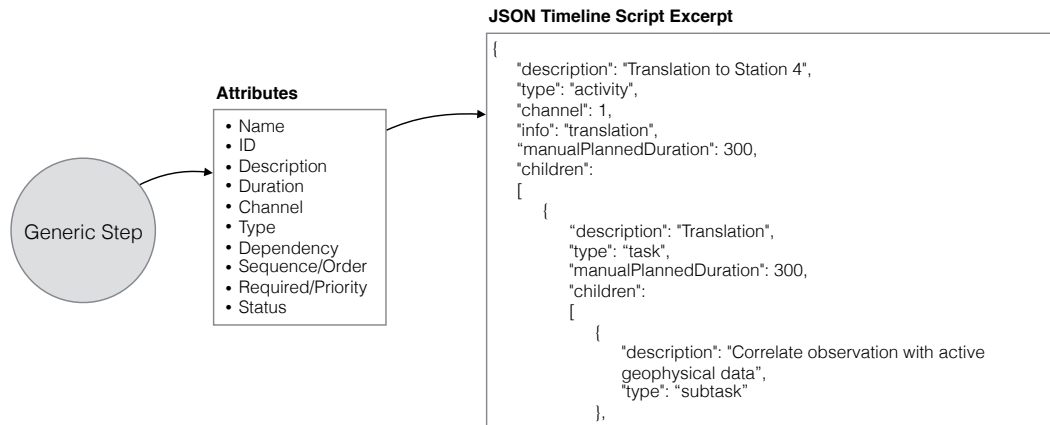 JSON Timeline Script Excerpt
{
"description": "Translation to Station 4",
"type": "activity",
"channel": 1,
"info": "translation",
“manualPlannedDuration": 300,
"children":
[
{
“description": "Translation",
"type": “task",
"manualPlannedDuration": 300,
"children":
[
{
"description": "Correlate observation with active
geophysical data”,
"type": “subtask”
},
Attributes
• Name
• ID
• Description
• Duration
• Channel
• Type
• Dependency
• Sequence/Order
• Required/Priority
• Status
Generic Step